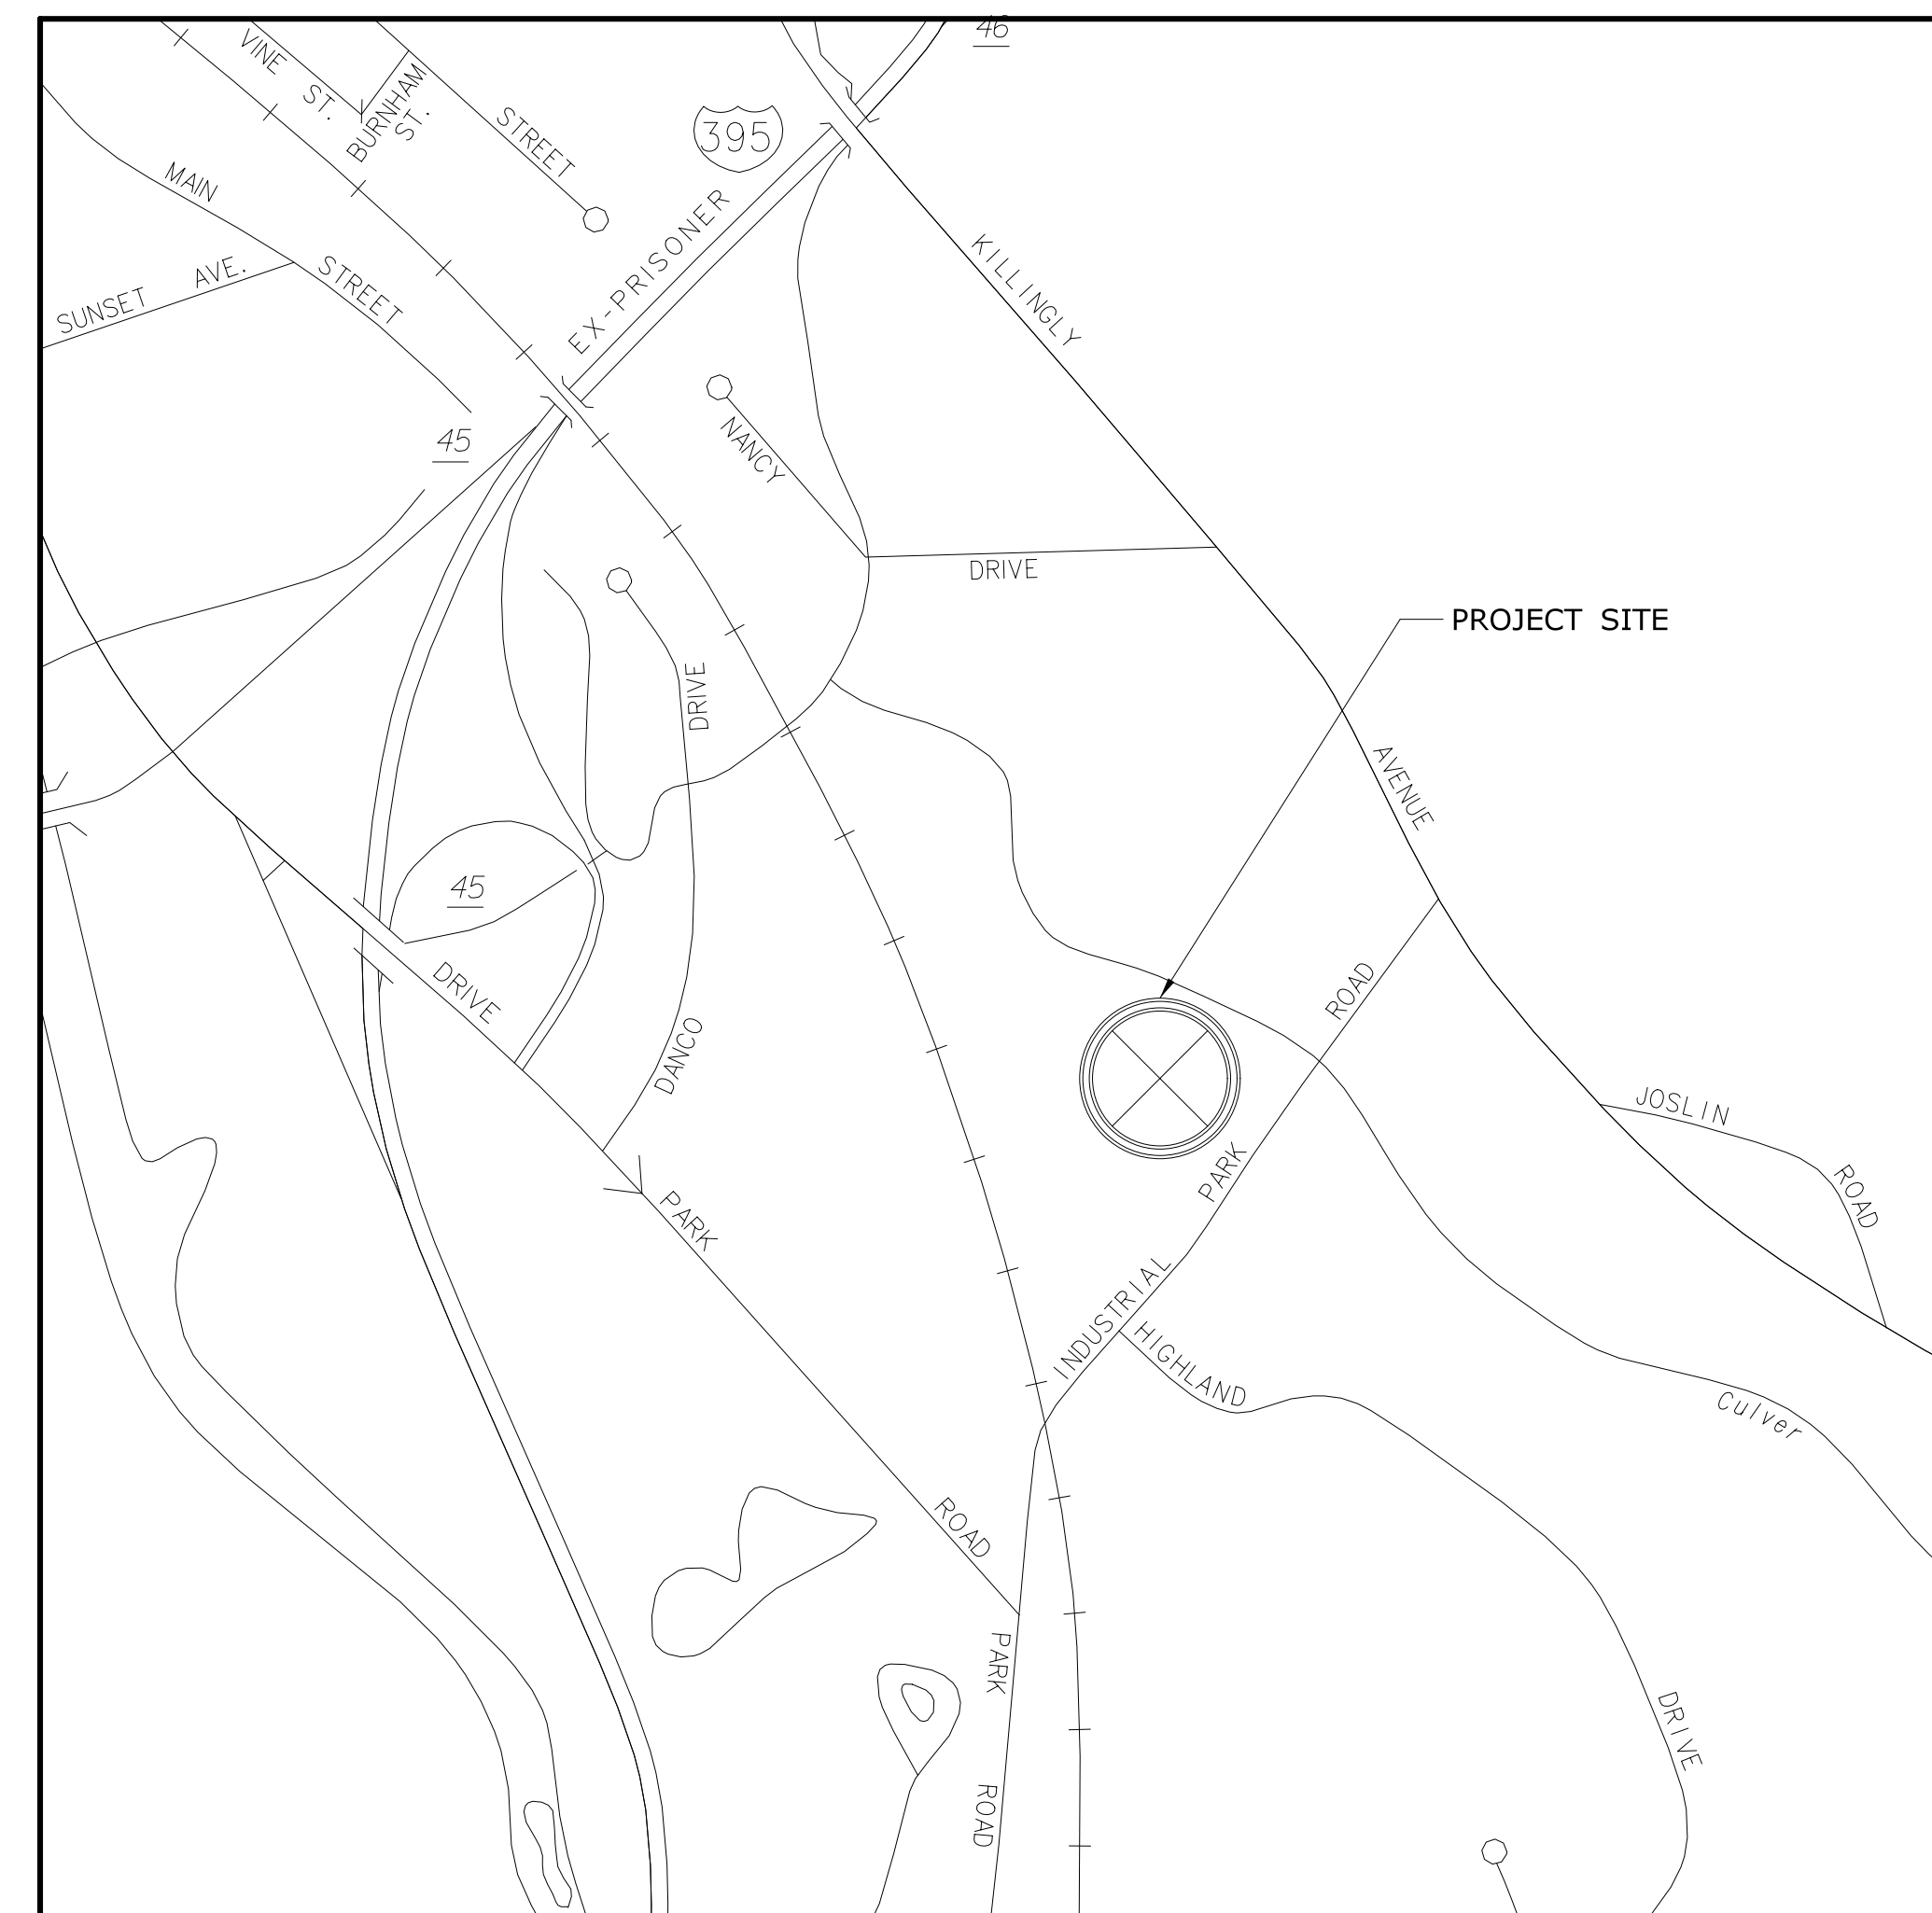 46
VINE ST.
BURNHAM ST.
STREET
395
MAIN STREET
SUNSET AVE.
EX-PRISONER
KILLINGLY
45
NANCY
DRIVE
PROJECT SITE
DRIVE
AVENUE
45
DRIVE
ROAD
DANCO
JOSLIN
PARK
ROAD
PARK
INDUSTRIAL
HIGHLAND
Culver
ROAD
PARK
DRIVE
ROAD